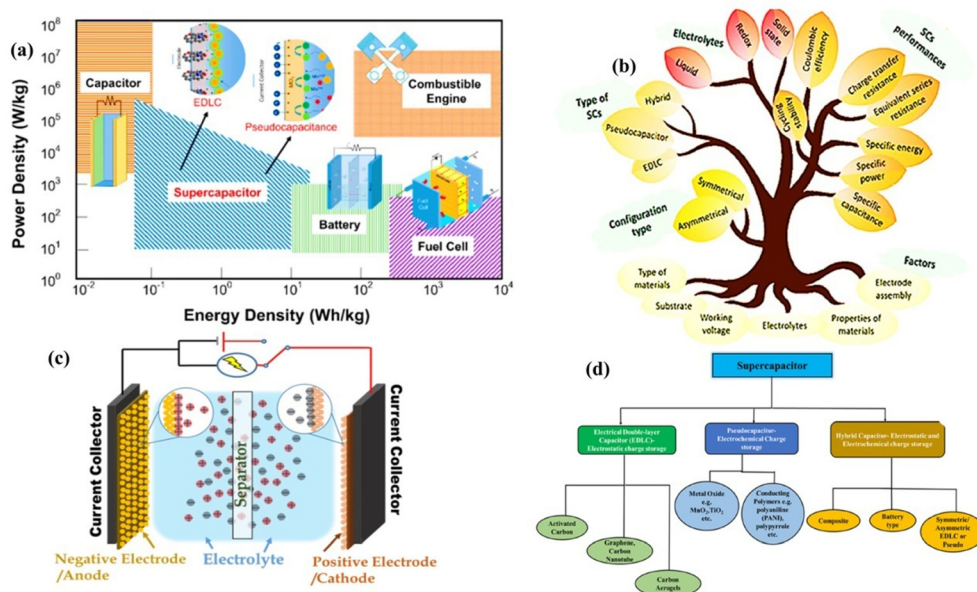 (a)
Power Density (W/kg)
10⁸
10⁷
10⁶
10⁵
10⁴
10³
10²
10¹
10⁰
Capacitor
EDLC
Current Collector
Pseudocapacitance
Combustible
Engine
Supercapacitor
Battery
Fuel
Cell
Fuel Cell
10⁻²
10⁻¹
10⁰
10¹
10²
10³
10⁴
Energy Density (Wh/kg)
(b)
Electrolytes
Liquid
Redox
Solid
state
Coulombic
efficiency
Cycling
stability
SCs
performances
Charge transfer
resistance
Equivalent series
resistance
Specific energy
Specific
power
Specific
capacitance
Type of
SCs
Hybrid
Pseudocapacitor
EDLC
Configuration
type
Symmetrical
Asymmetrical
Factors
Type of
materials
Substrate
Working
voltage
Electrolytes
Properties of
materials
Electrode
assembly
(c)
Current Collector
Separator
Current Collector
Negative Electrode
/Anode
Electrolyte
Positive Electrode
/Cathode
(d)
Supercapacitor
Electrical Double-layer
Capacitor (EDLC)-
Electrostatic charge storage
Pseudocapacitor-
Electrochemical Charge
storage
Hybrid Capacitor- Electrostatic and
Electrochemical charge storage
Activated
Carbon
Graphene,
Carbon
Nanotube
Carbon
Aerogels
Metal Oxide
e.g.
MnO₂,TiO₂
etc.
Conducting
Polymers e.g.
polyaniline
(PANI),
polypyrrole
etc.
Composite
Battery
type
Symmetric/
Asymmetric
EDLC or
Pseudo